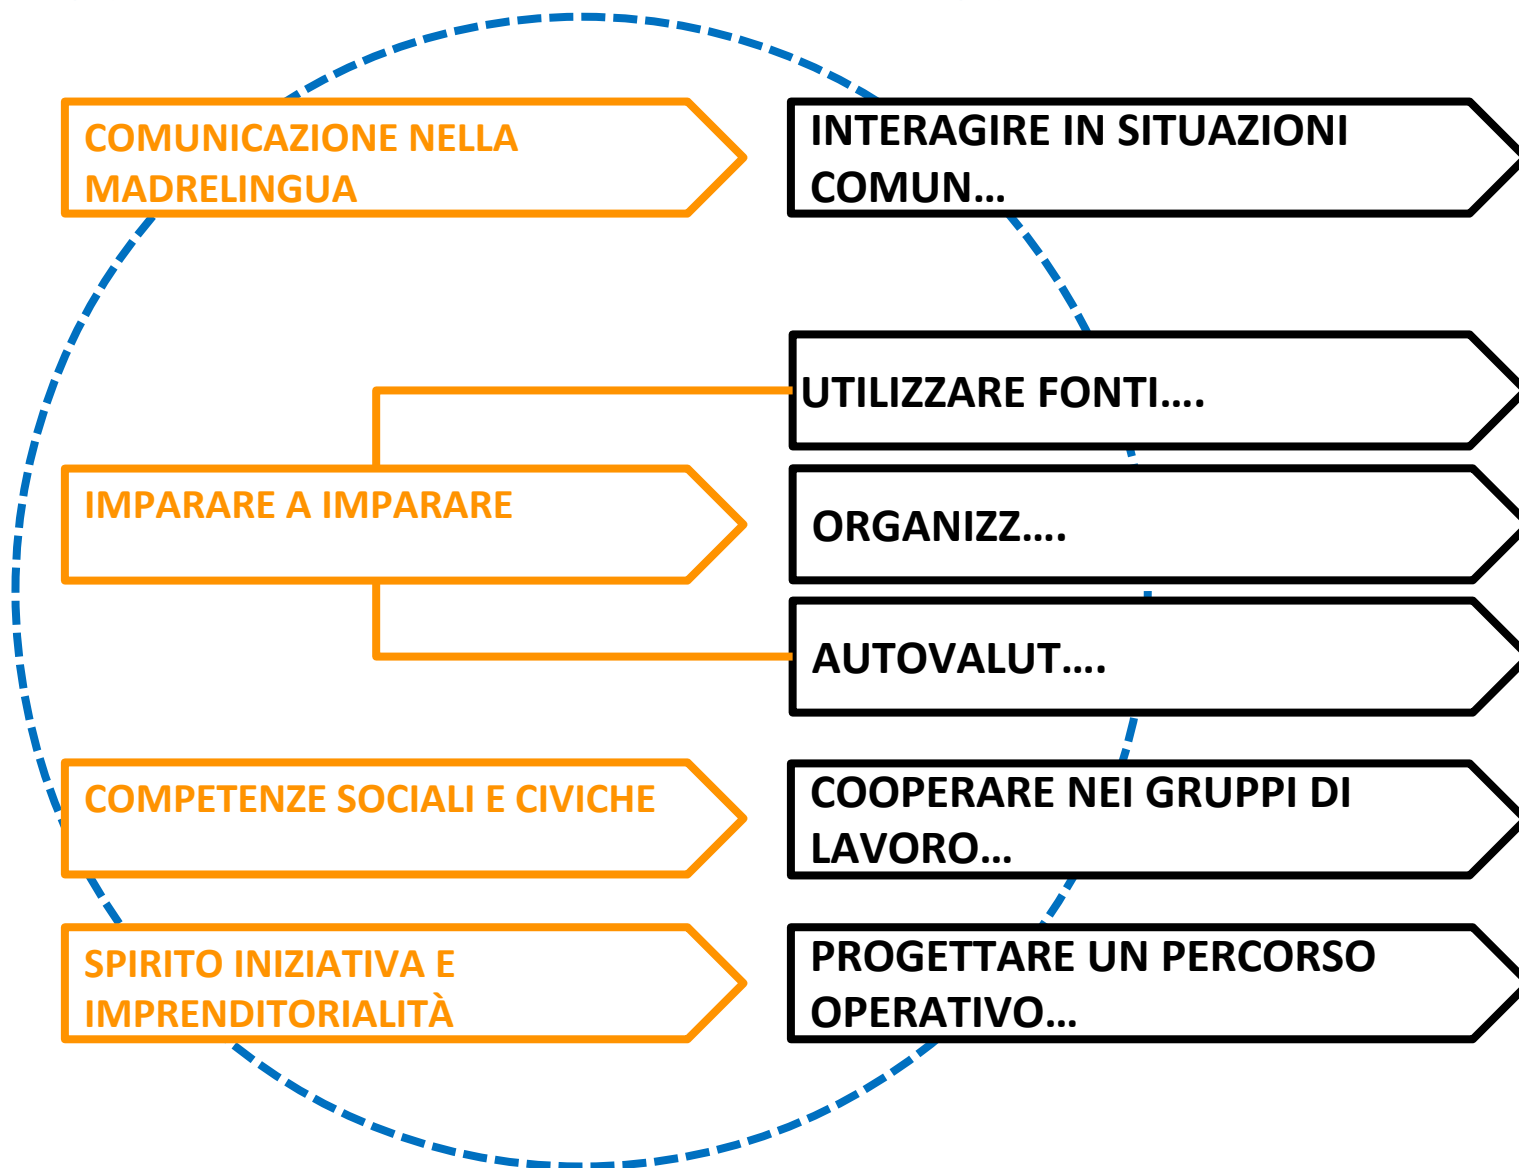 COMUNICAZIONE NELLA
MADRELINGUA
INTERAGIRE IN SITUAZIONI
COMUN...
UTILIZZARE FONTI....
IMPARARE A IMPARARE
ORGANIZZ....
AUTOVALUT....
COMPETENZE SOCIALI E CIVICHE
COOPERARE NEI GRUPPI DI
LAVORO...
SPIRITO INIZIATIVA E
IMPRENDITORIALITÀ
PROGETTARE UN PERCORSO
OPERATIVO...